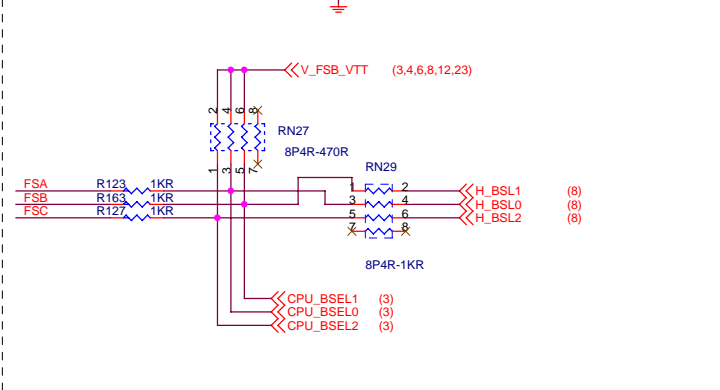 V_FSB_VTT (3,4,6,8,12,23)
2 4 6 8
RN27
8P4R-470R
1 3 5 7
RN29
FSA R123 1KR 1 2 H_BSL1 (8)
FSB R163 1KR 3 4 H_BSL0 (8)
FSC R127 1KR 5 6 H_BSL2 (8)
7 8
8P4R-1KR
CPU_BSEL1 (3)
CPU_BSEL0 (3)
CPU_BSEL2 (3)